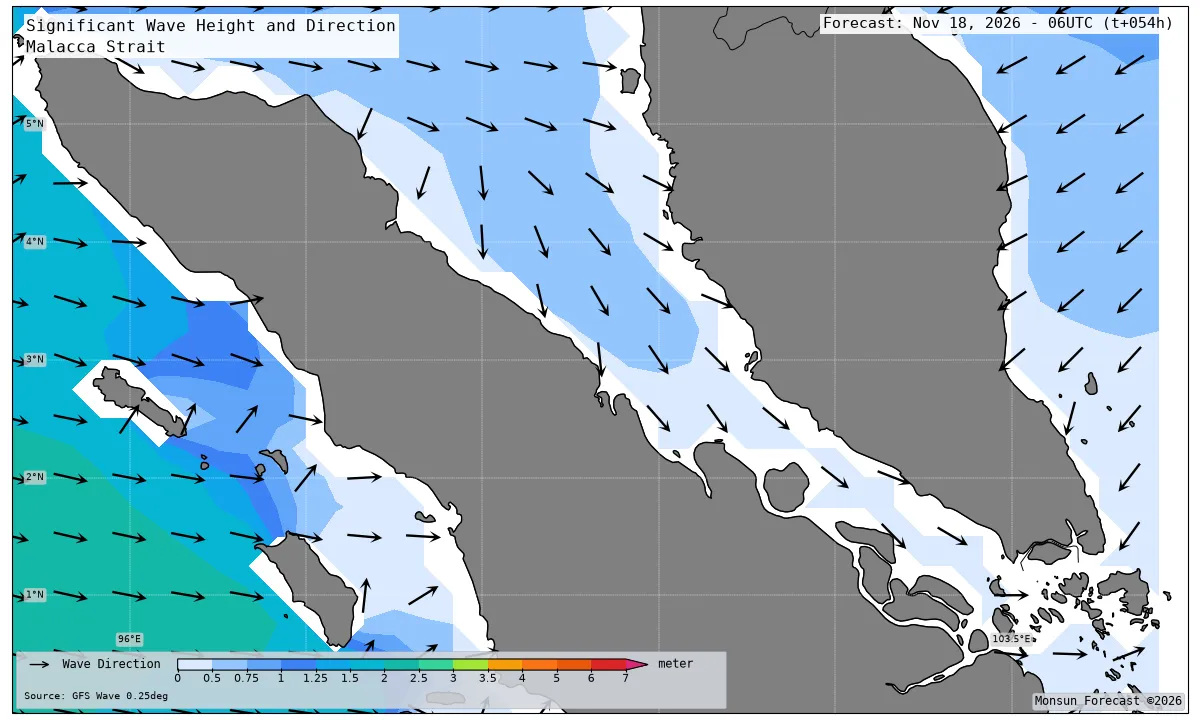 Significant Wave Height and Direction
Malacca Strait
Forecast: Nov 18, 2026 - 06UTC (t+054h)
5°N
4°N
3°N
2°N
1°N
96°E
103.5°E
Wave Direction
meter
0 0.5 0.75 1 1.25 1.5 2 2.5 3 3.5 4 5 6 7
Source: GFS Wave 0.25deg
Monsun Forecast ©2026